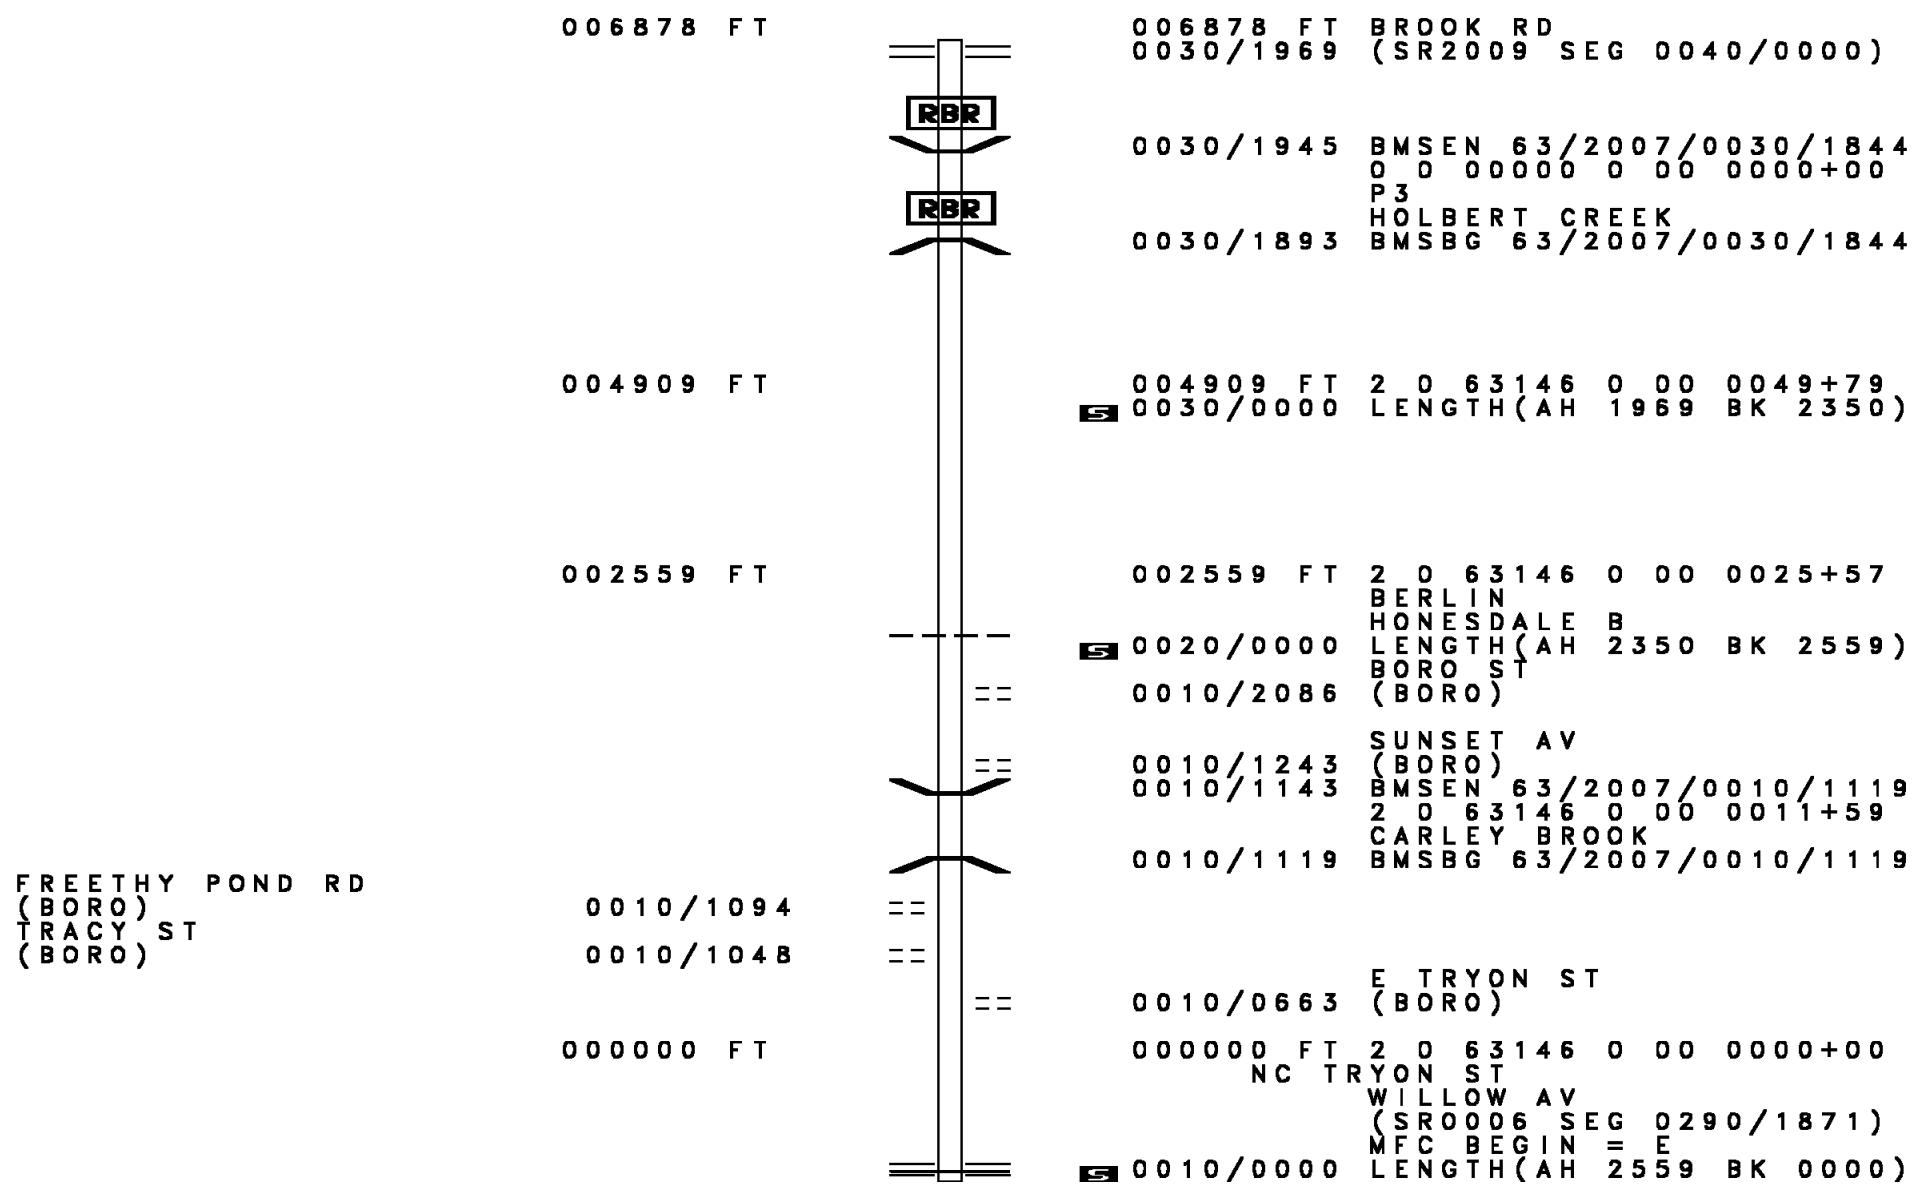 006878 FT 006878 FT BROOK RD
0030/1969 (SR2009 SEG 0040/0000)
RBR
0030/1945 BMSEN 63/2007/0030/1844
0 0 00000 0 00 0000+00
P3
RBR
HOLBERT CREEK
0030/1893 BMSBG 63/2007/0030/1844
004909 FT 004909 FT 2 0 63146 0 00 0049+79
S 0030/0000 LENGTH(AH 1969 BK 2350)
002559 FT 002559 FT 2 0 63146 0 00 0025+57
BERLIN
HONESDALE B
S 0020/0000 LENGTH(AH 2350 BK 2559)
BORO ST
0010/2086 (BORO)
SUNSET AV
0010/1243 (BORO)
0010/1143 BMSEN 63/2007/0010/1119
2 0 63146 0 00 0011+59
CARLEY BROOK
0010/1119 BMSBG 63/2007/0010/1119
FREETHY POND RD
(BORO) 0010/1094
TRACY ST
(BORO) 0010/1048
E TRYON ST
0010/0663 (BORO)
000000 FT 000000 FT 2 0 63146 0 00 0000+00
NC TRYON ST
WILLOW AV
(SR0006 SEG 0290/1871)
MFC BEGIN = E
S 0010/0000 LENGTH(AH 2559 BK 0000)